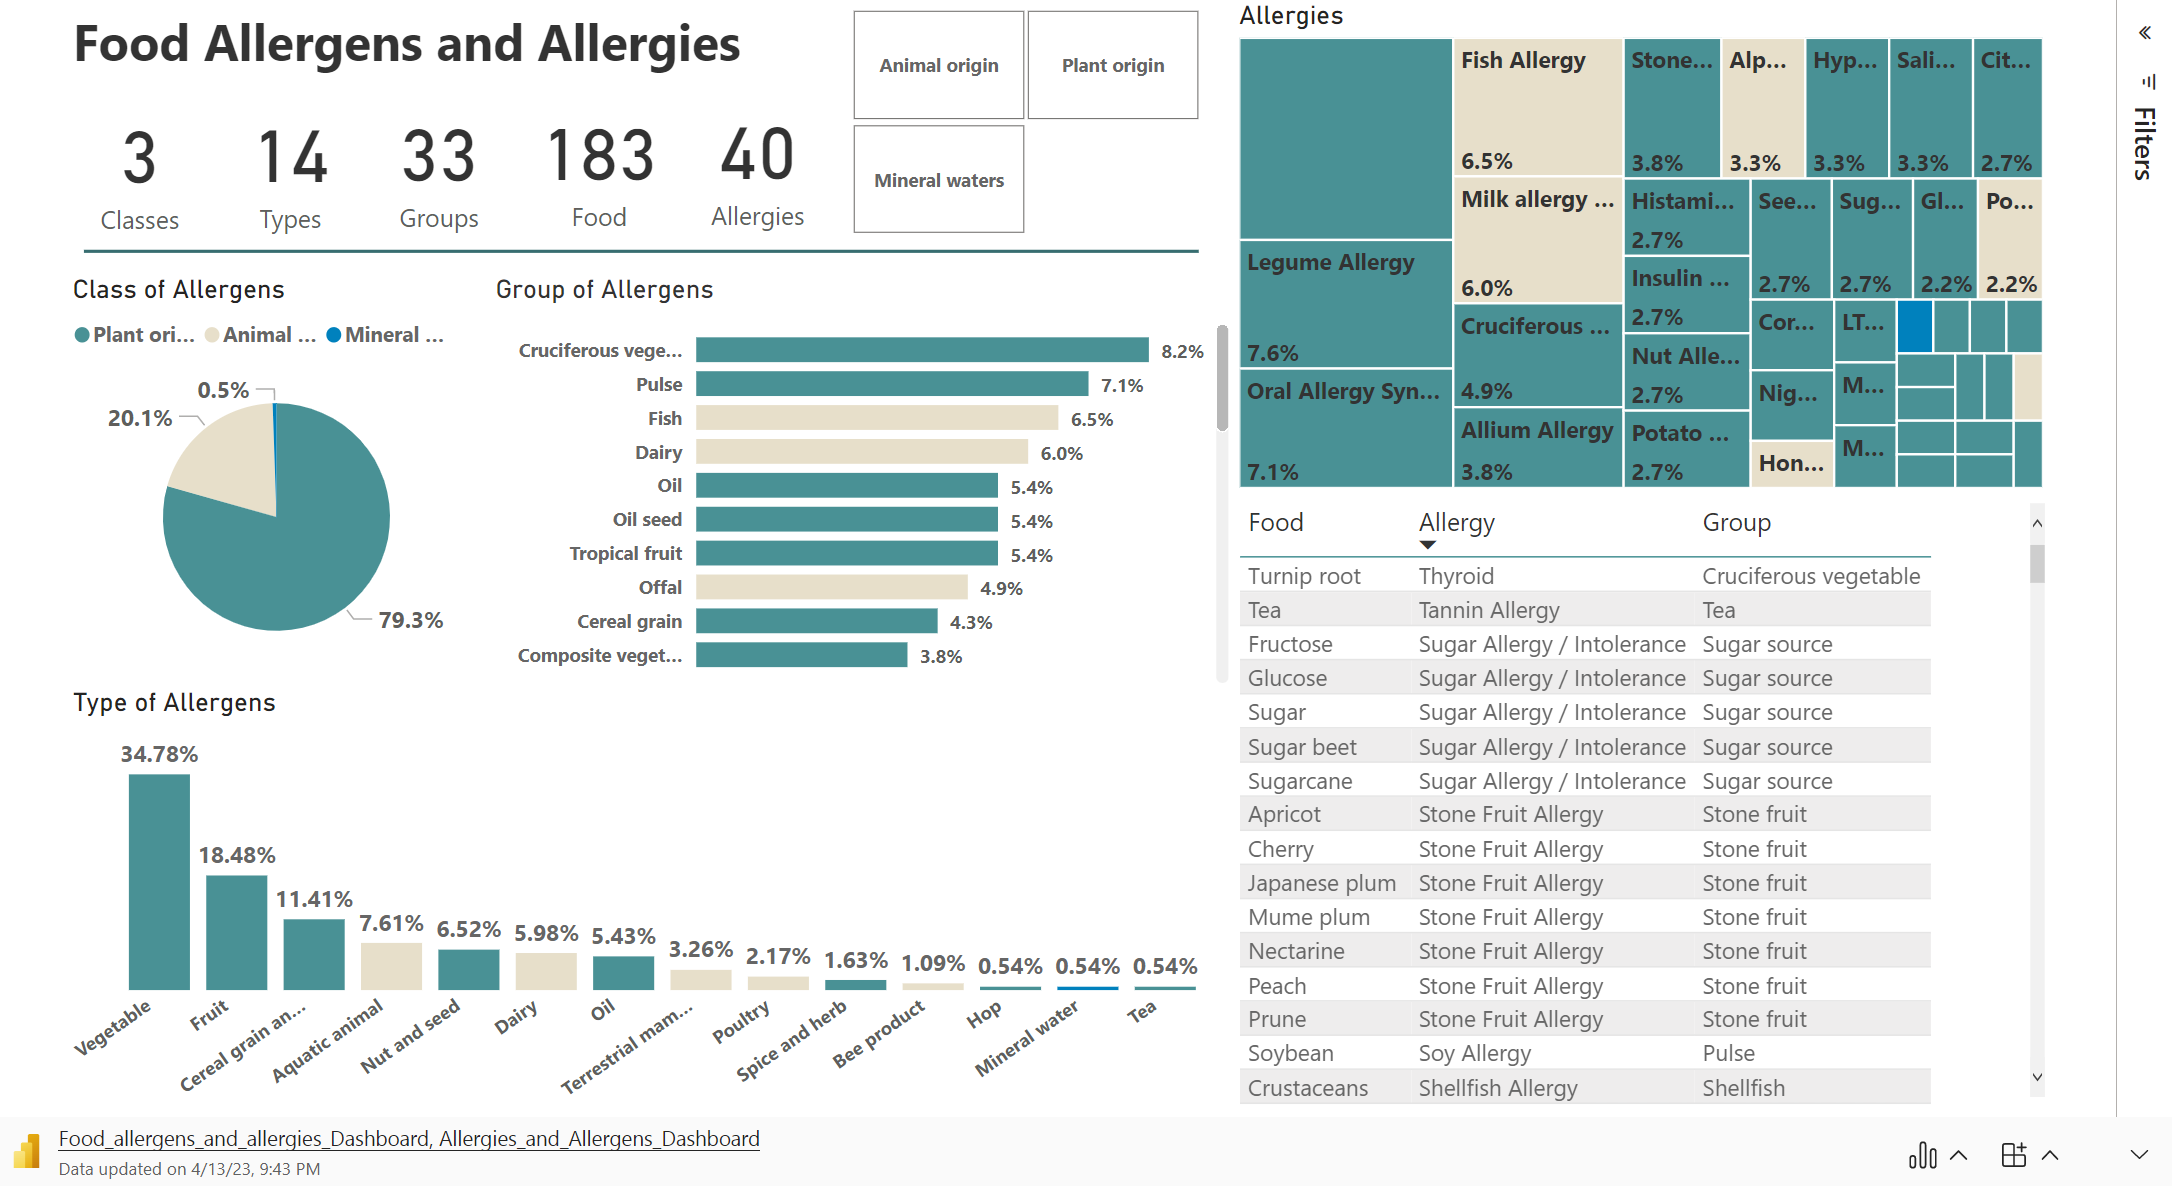 Food Allergens and Allergies
3
Classes
14
Types
33
Groups
183
Food
40
Allergies
Animal origin
Plant origin
Mineral waters
Class of Allergens
Plant ori...
Animal ...
Mineral ...
0.5%
20.1%
79.3%
Group of Allergens
Cruciferous vege... 8.2%
Pulse 7.1%
Fish 6.5%
Dairy 6.0%
Oil 5.4%
Oil seed 5.4%
Tropical fruit 5.4%
Offal 4.9%
Cereal grain 4.3%
Composite veget... 3.8%
Type of Allergens
34.78%
18.48%
11.41%
7.61%
6.52%
5.98%
5.43%
3.26%
2.17%
1.63%
1.09%
0.54%
0.54%
0.54%
Vegetable
Fruit
Cereal grain an...
Aquatic animal
Nut and seed
Dairy
Oil
Terrestrial mam...
Poultry
Spice and herb
Bee product
Hop
Mineral water
Tea
Allergies
Legume Allergy
7.6%
Oral Allergy Syn...
7.1%
Fish Allergy
6.5%
Milk allergy ...
6.0%
Cruciferous ...
4.9%
Allium Allergy
3.8%
Stone...
3.8%
Alp...
3.3%
Hyp...
3.3%
Sali...
3.3%
Cit...
2.7%
Histami...
2.7%
Insulin ...
2.7%
Nut Alle...
2.7%
Potato ...
2.7%
See...
2.7%
Sug...
2.7%
Gl...
2.2%
Po...
2.2%
Cor...
Nig...
Hon...
LT...
M...
M...
Food Allergy Group
Turnip root Thyroid Cruciferous vegetable
Tea Tannin Allergy Tea
Fructose Sugar Allergy / Intolerance Sugar source
Glucose Sugar Allergy / Intolerance Sugar source
Sugar Sugar Allergy / Intolerance Sugar source
Sugar beet Sugar Allergy / Intolerance Sugar source
Sugarcane Sugar Allergy / Intolerance Sugar source
Apricot Stone Fruit Allergy Stone fruit
Cherry Stone Fruit Allergy Stone fruit
Japanese plum Stone Fruit Allergy Stone fruit
Mume plum Stone Fruit Allergy Stone fruit
Nectarine Stone Fruit Allergy Stone fruit
Peach Stone Fruit Allergy Stone fruit
Prune Stone Fruit Allergy Stone fruit
Soybean Soy Allergy Pulse
Crustaceans Shellfish Allergy Shellfish
Filters
Food_allergens_and_allergies_Dashboard, Allergies_and_Allergens_Dashboard
Data updated on 4/13/23, 9:43 PM